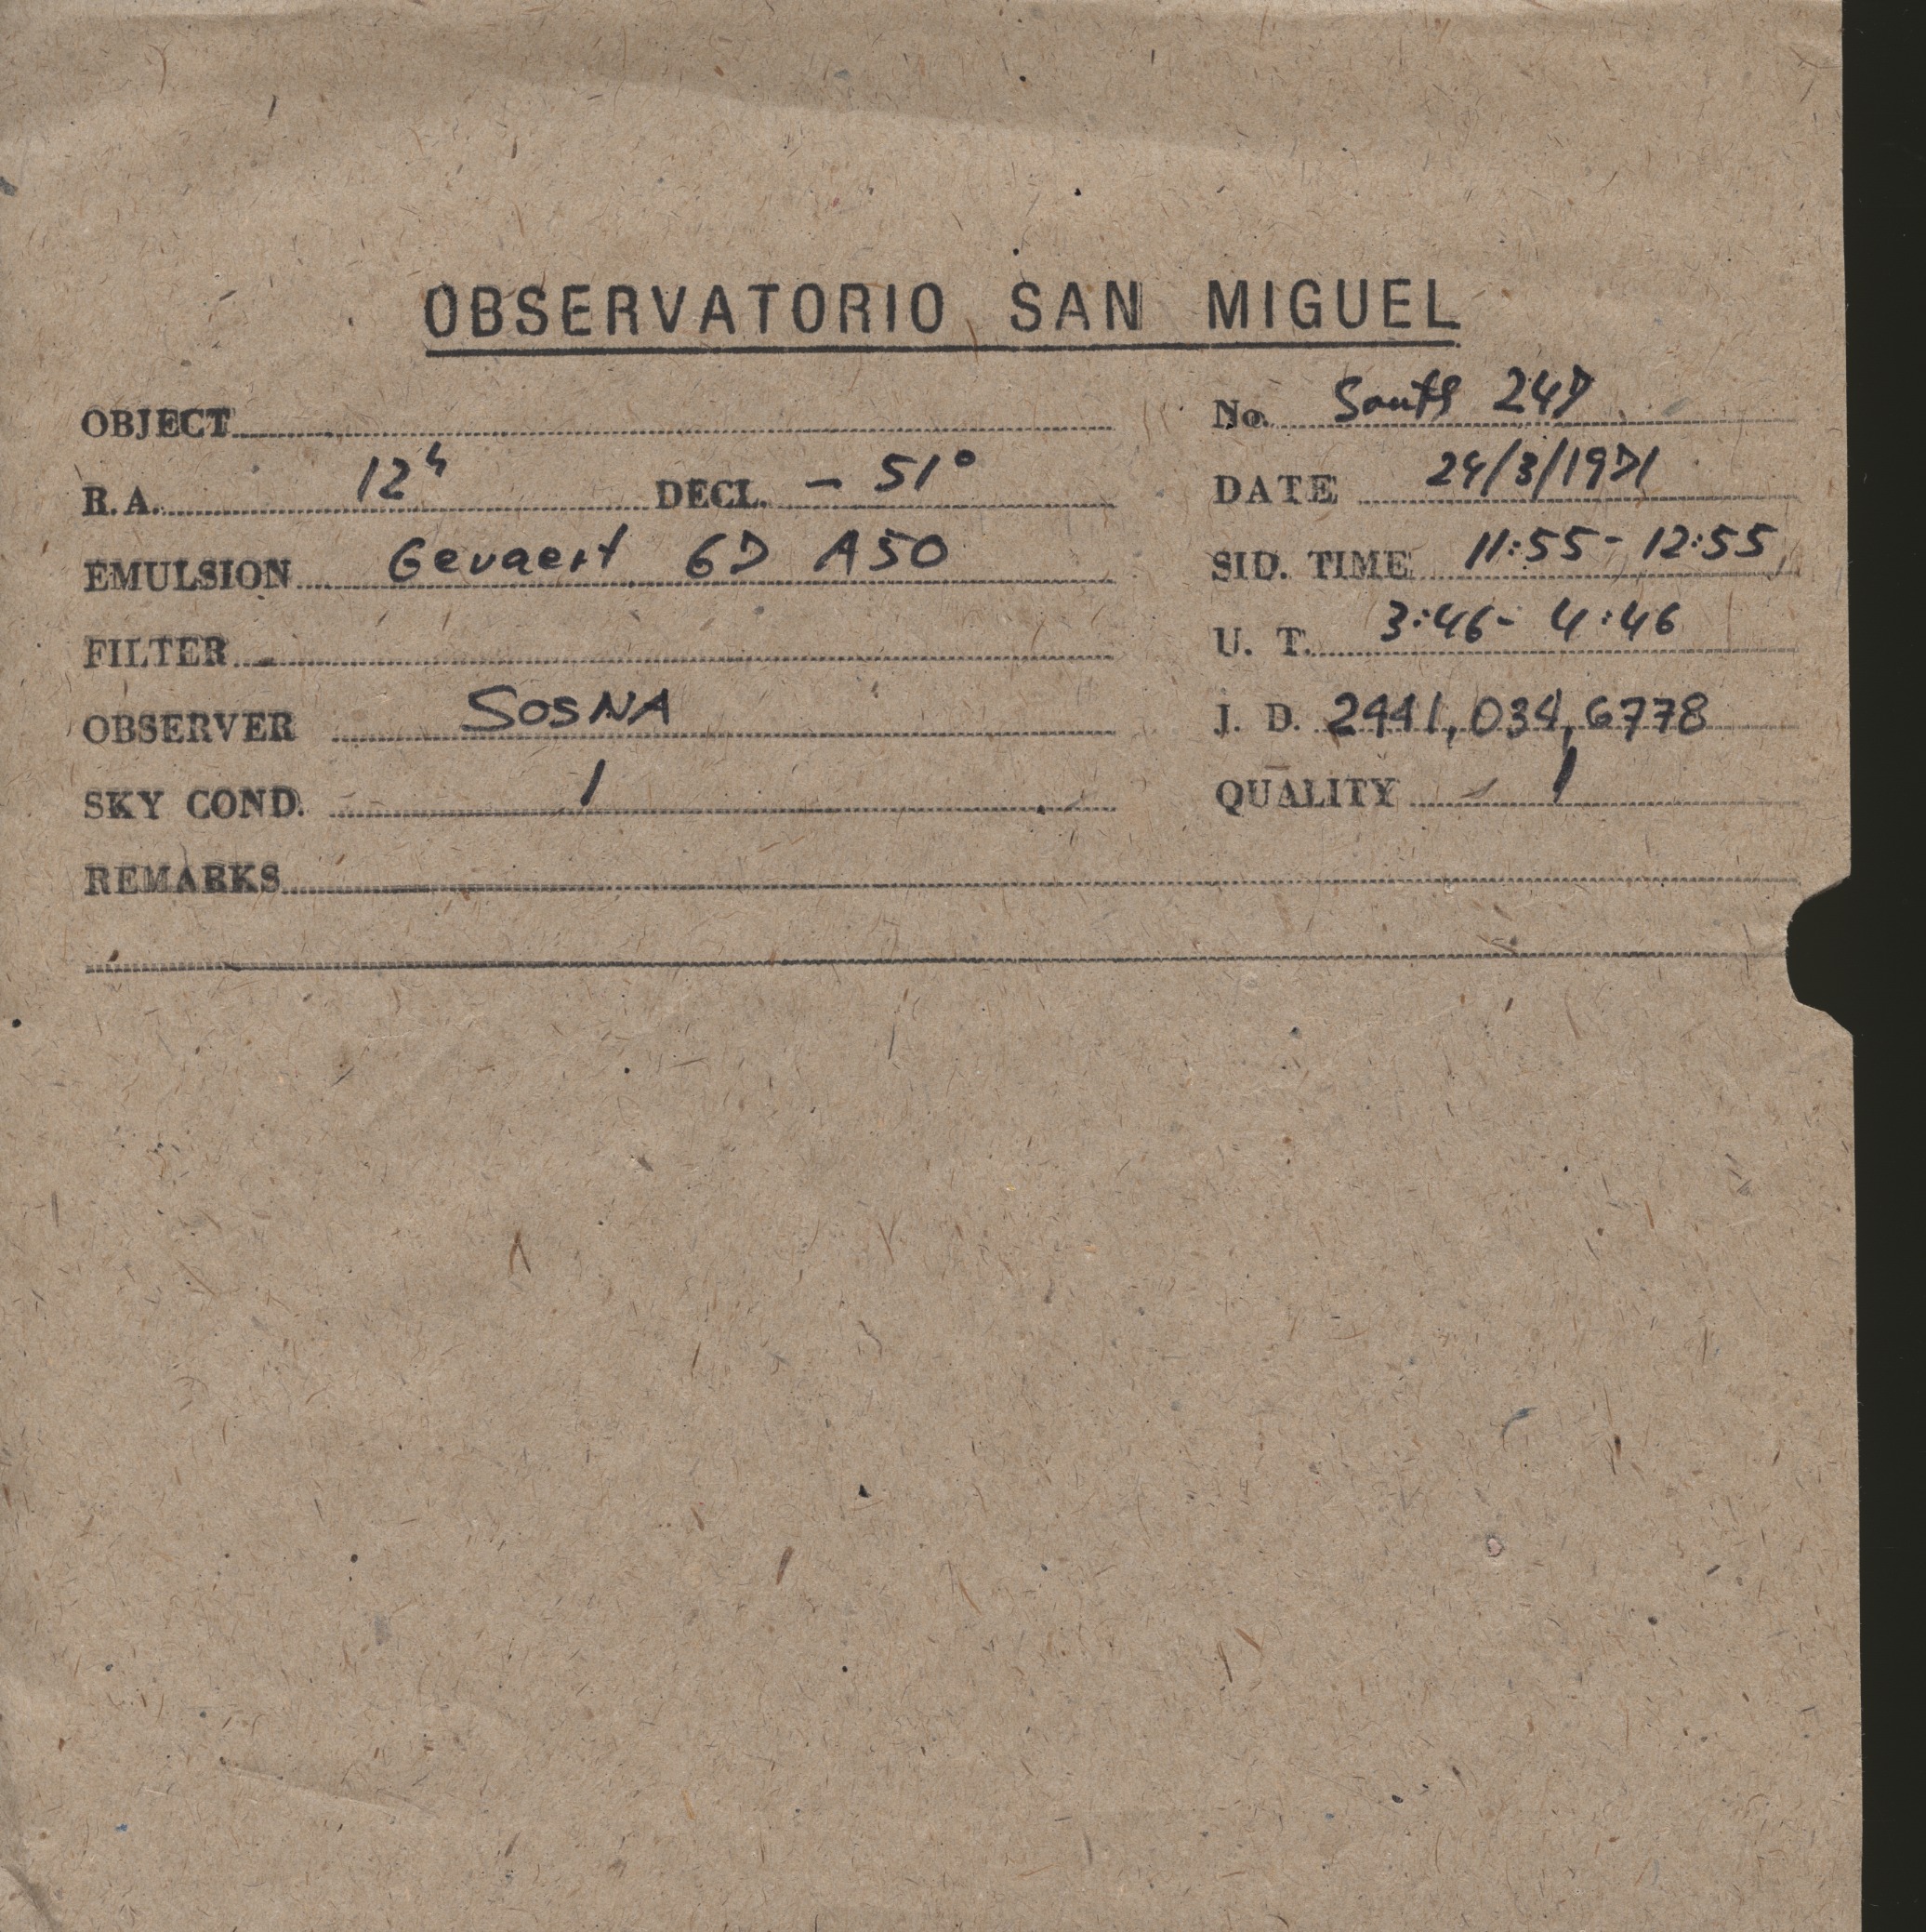 OBSERVATORIO SAN MIGUEL
OBJECT
No. South 247
R.A. 12h DECL. - 51°
DATE 24/3/1971
EMULSION Gevaert 67 A50
SID. TIME 11:55 - 12:55
FILTER
U. T. 3:46 - 4:46
OBSERVER SOSNA
J. D. 2441,034,6778
SKY COND. 1
QUALITY 1
REMARKS